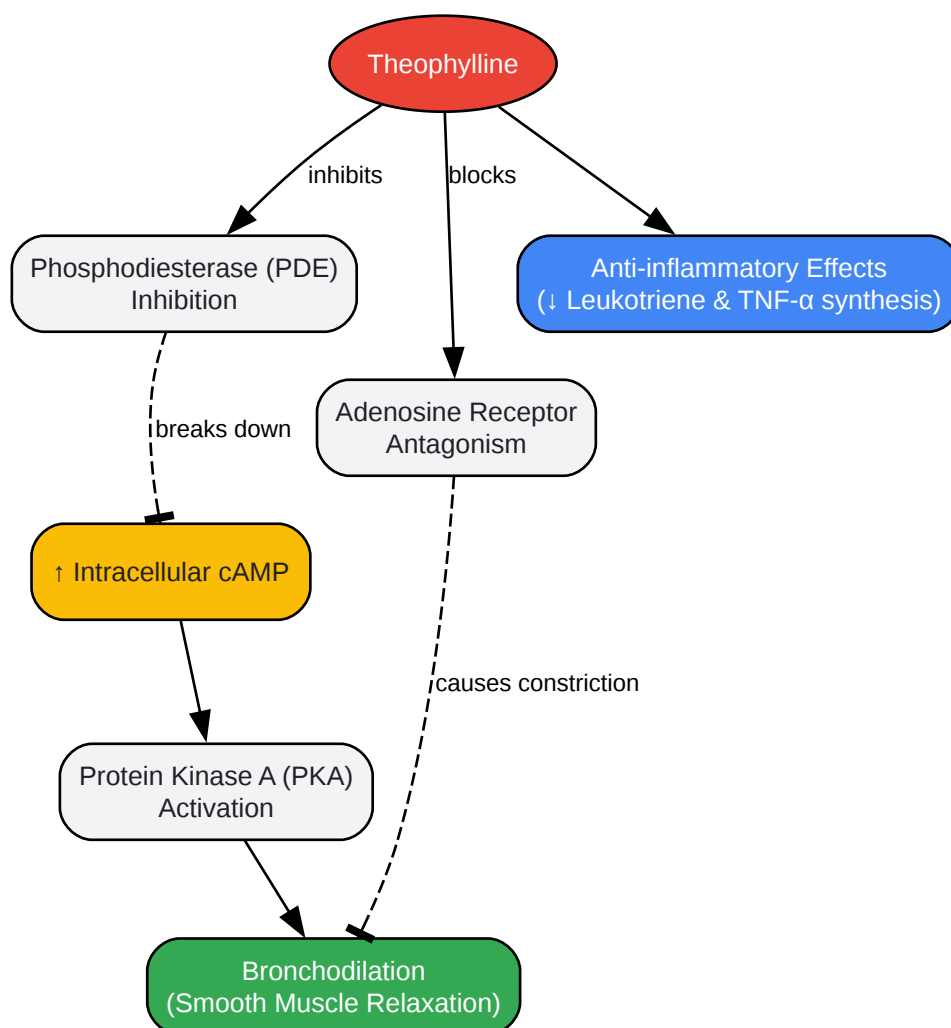 Theophylline
inhibits
blocks
Phosphodiesterase (PDE)
Inhibition
Anti-inflammatory Effects
(↓ Leukotriene & TNF-α synthesis)
Adenosine Receptor
Antagonism
breaks down
↑ Intracellular cAMP
causes constriction
Protein Kinase A (PKA)
Activation
Bronchodilation
(Smooth Muscle Relaxation)